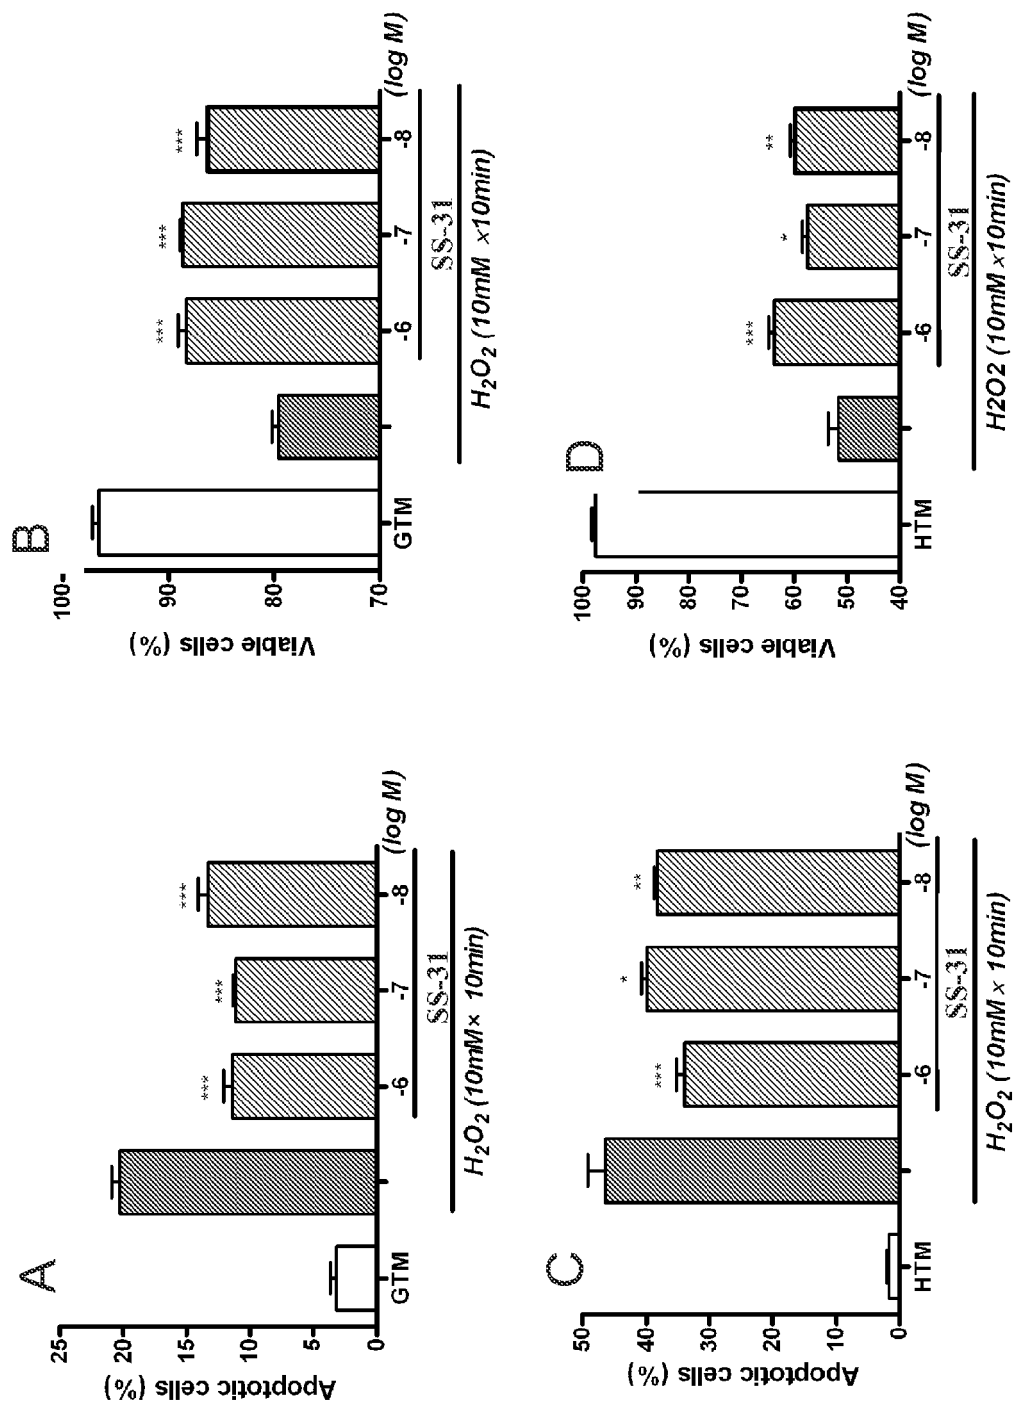 A
Apoptotic cells (%)
25
20
15
10
5
0
***
***
***
GTM
-6
-7
-8
(log M)
SS-31
H₂O₂ (10mM× 10min)
B
Viable cells (%)
100
90
80
70
***
***
***
GTM
-6
-7
-8
(log M)
SS-31
H₂O₂ (10mM ×10min)
C
Apoptotic cells (%)
50
40
30
20
10
0
***
*
**
HTM
-6
-7
-8
(log M)
SS-31
H₂O₂ (10mM × 10min)
D
Viable cells (%)
100
90
80
70
60
50
40
***
*
**
HTM
-6
-7
-8
(log M)
SS-31
H2O2 (10mM ×10min)